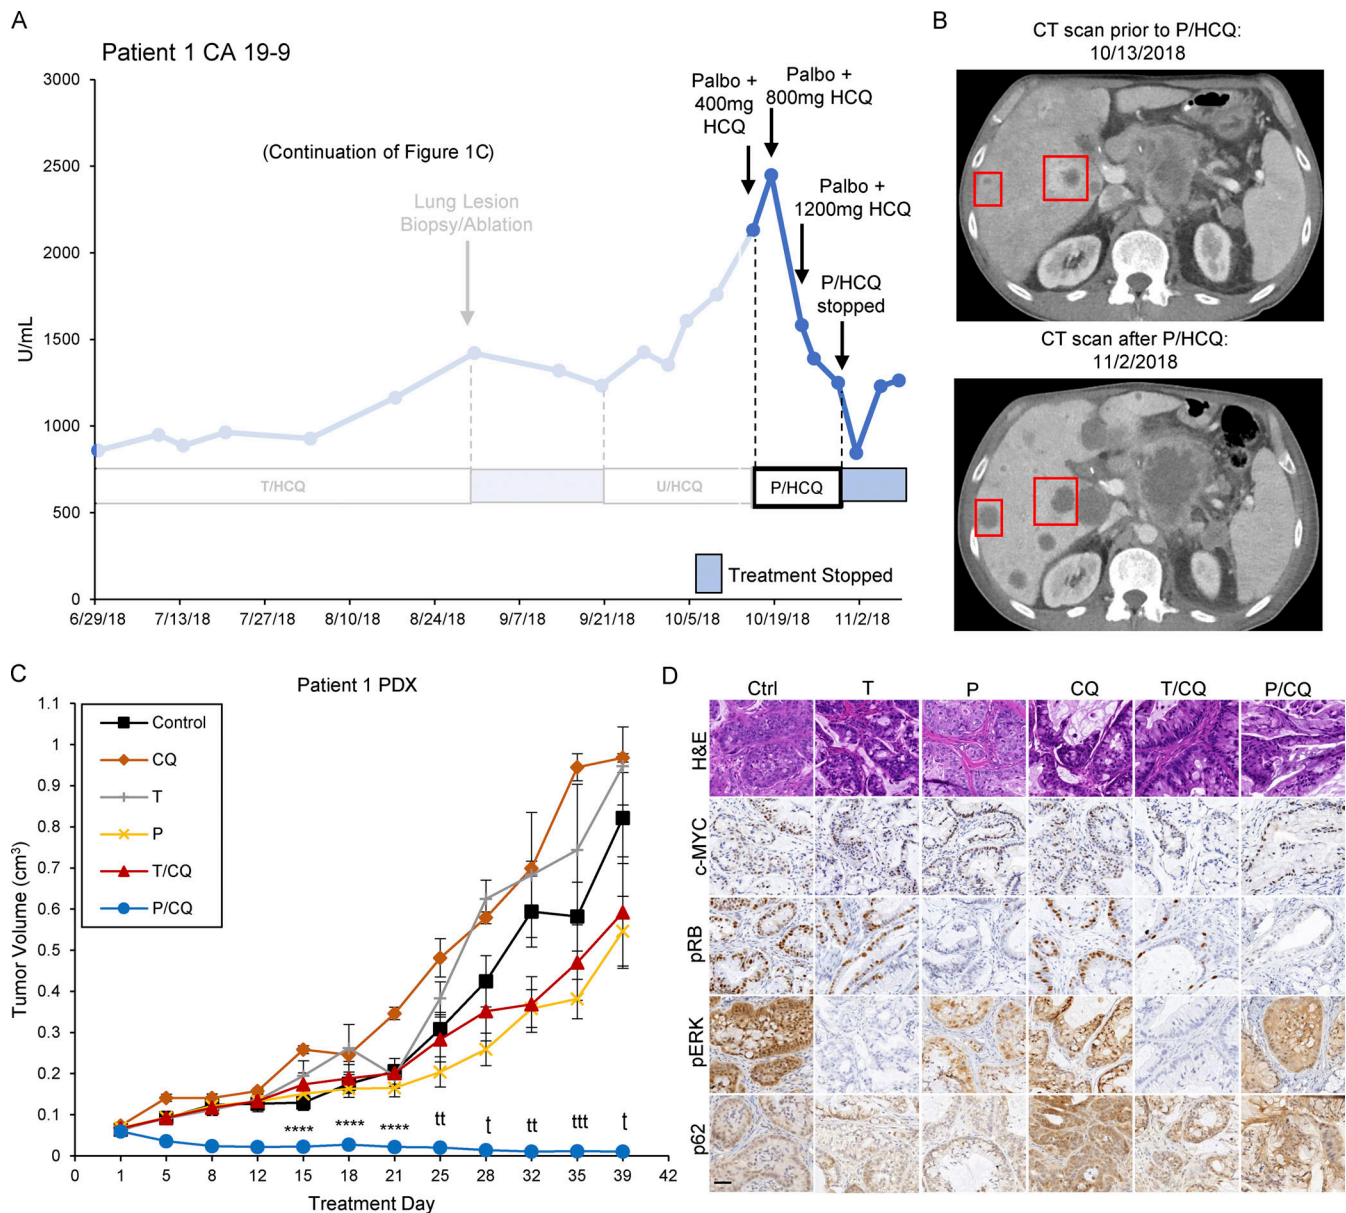 A
Patient 1 CA 19-9
U/mL
3000
2500
2000
1500
1000
500
0
(Continuation of Figure 1C)
Lung Lesion
Biopsy/Ablation
Palbo +
400mg
HCQ
Palbo +
800mg HCQ
Palbo +
1200mg HCQ
P/HCQ
stopped
T/HCQ
U/HCQ
P/HCQ
Treatment Stopped
6/29/18
7/13/18
7/27/18
8/10/18
8/24/18
9/7/18
9/21/18
10/5/18
10/19/18
11/2/18
B
CT scan prior to P/HCQ:
10/13/2018
CT scan after P/HCQ:
11/2/2018
C
Patient 1 PDX
Tumor Volume (cm³)
1.1
1
0.9
0.8
0.7
0.6
0.5
0.4
0.3
0.2
0.1
0
Control
CQ
T
P
T/CQ
P/CQ
****
****
****
tt
t
tt
ttt
t
0
1
5
8
12
15
18
21
25
28
32
35
39
42
Treatment Day
D
Ctrl
T
P
CQ
T/CQ
P/CQ
H&E
c-MYC
pRB
pERK
p62